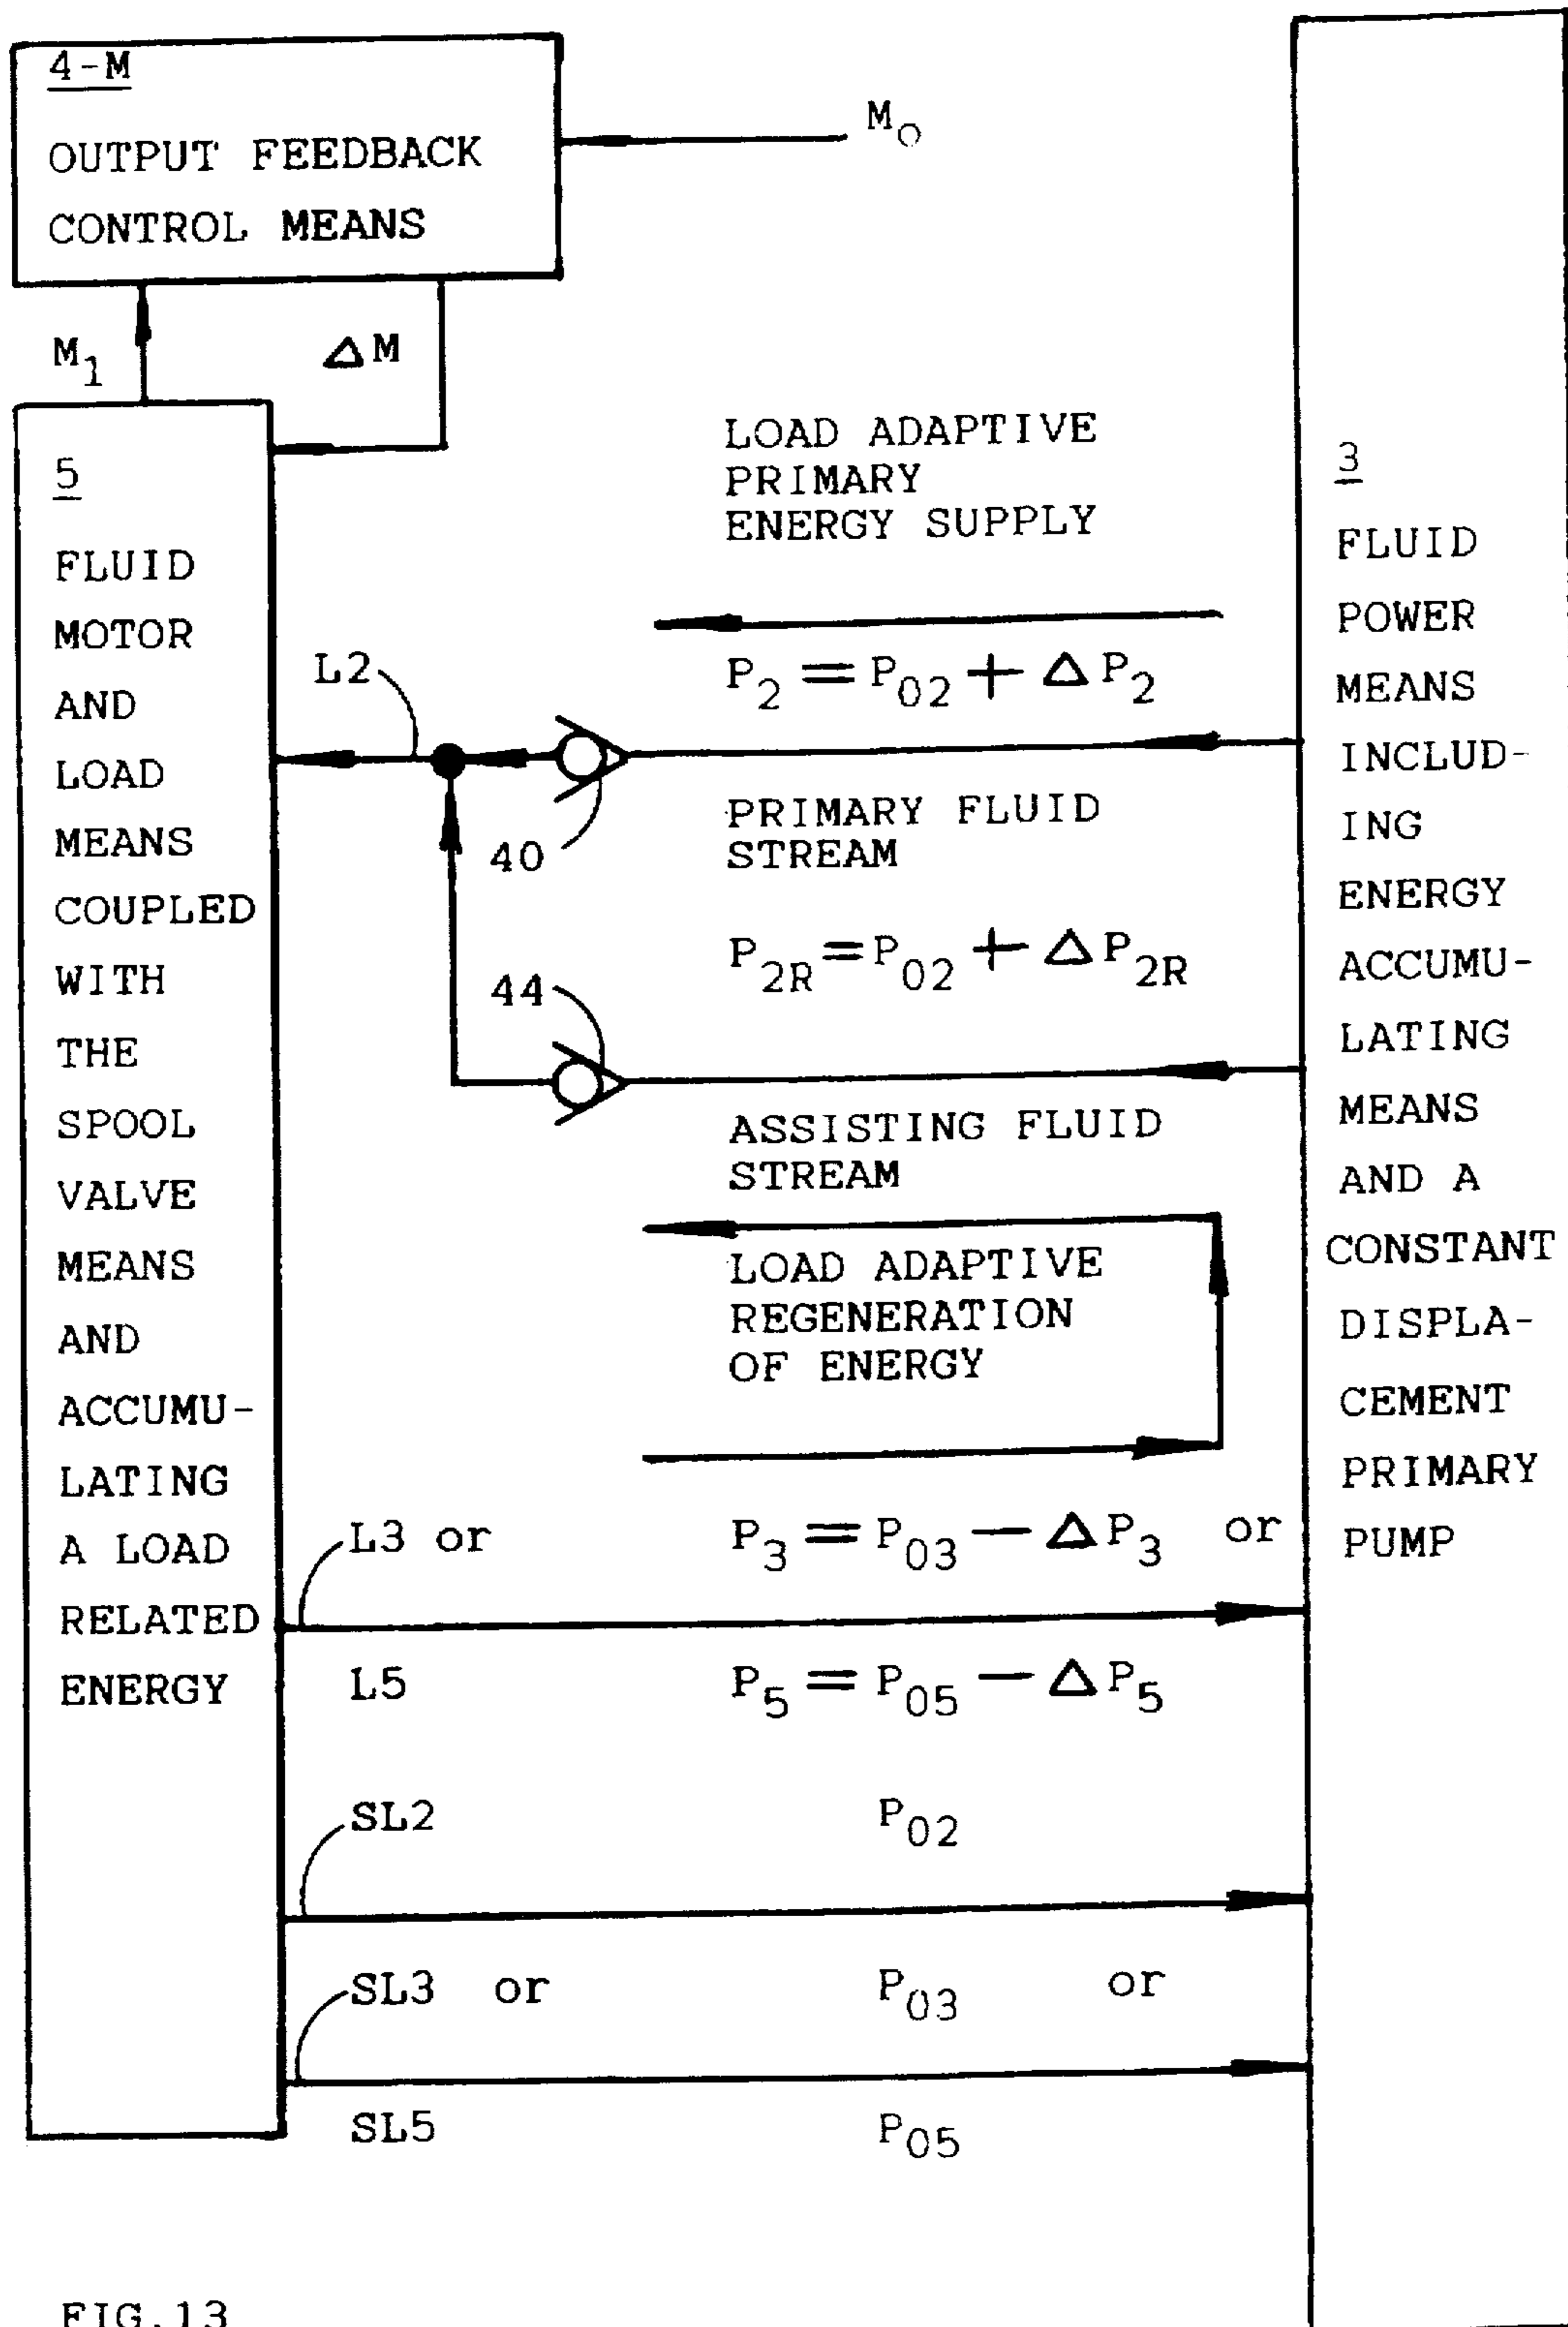 4-M
OUTPUT FEEDBACK
CONTROL MEANS
M₀
M₁
ΔM
5
FLUID
MOTOR
AND
LOAD
MEANS
COUPLED
WITH
THE
SPOOL
VALVE
MEANS
AND
ACCUMU-
LATING
A LOAD
RELATED
ENERGY
LOAD ADAPTIVE
PRIMARY
ENERGY SUPPLY
L2
P₂ = P₀₂ + ΔP₂
40
PRIMARY FLUID
STREAM
P₂R = P₀₂ + ΔP₂R
44
ASSISTING FLUID
STREAM
LOAD ADAPTIVE
REGENERATION
OF ENERGY
L3 or
P₃ = P₀₃ − ΔP₃ or
L5
P₅ = P₀₅ − ΔP₅
SL2
P₀₂
SL3 or
P₀₃ or
SL5
P₀₅
3
FLUID
POWER
MEANS
INCLUD-
ING
ENERGY
ACCUMU-
LATING
MEANS
AND A
CONSTANT
DISPLA-
CEMENT
PRIMARY
PUMP
FIG.13